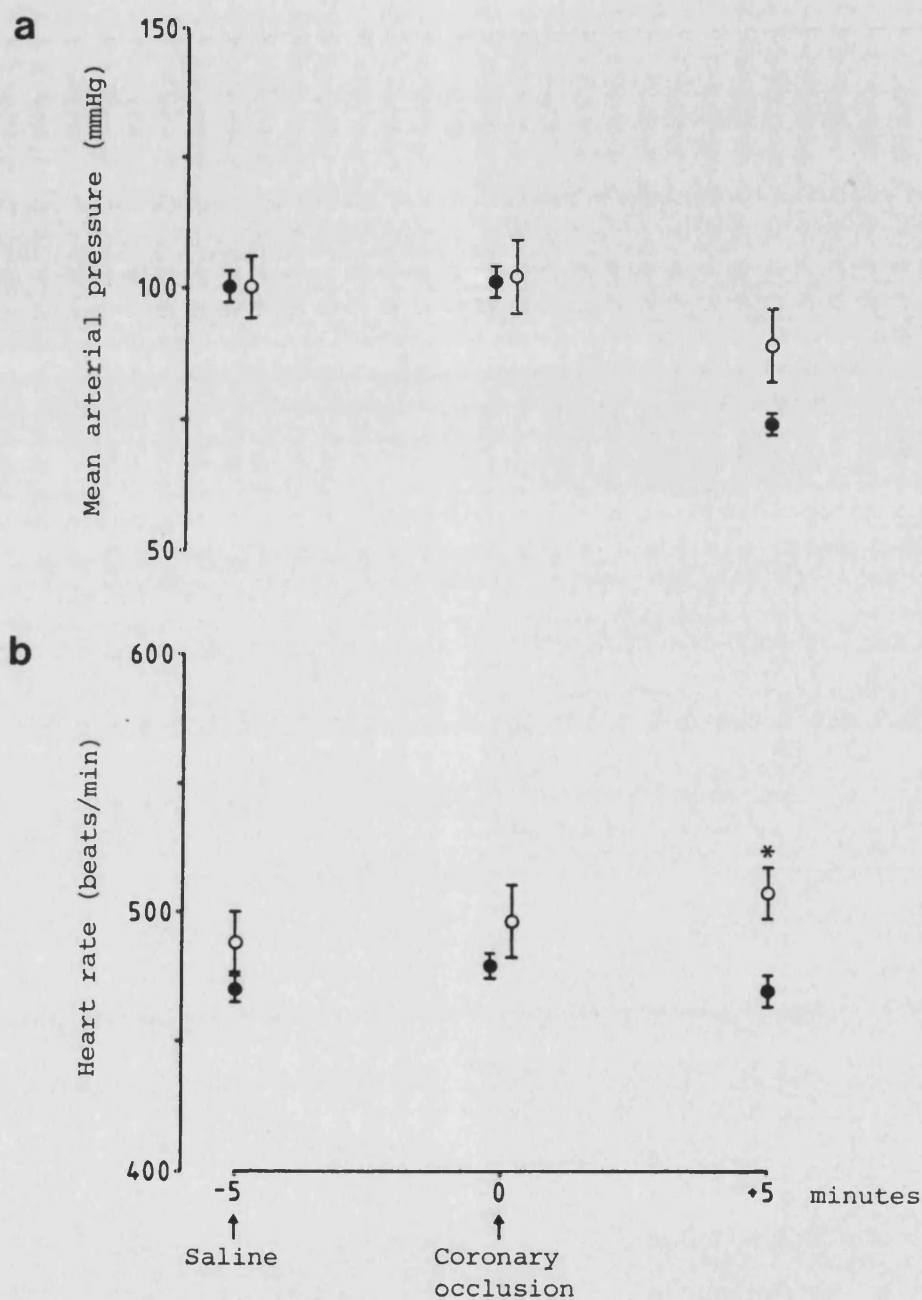 a
150
100
50
Mean arterial pressure (mmHg)
b
600
500
400
Heart rate (beats/min)
*
-5
0
+5
minutes
Saline
Coronary
occlusion